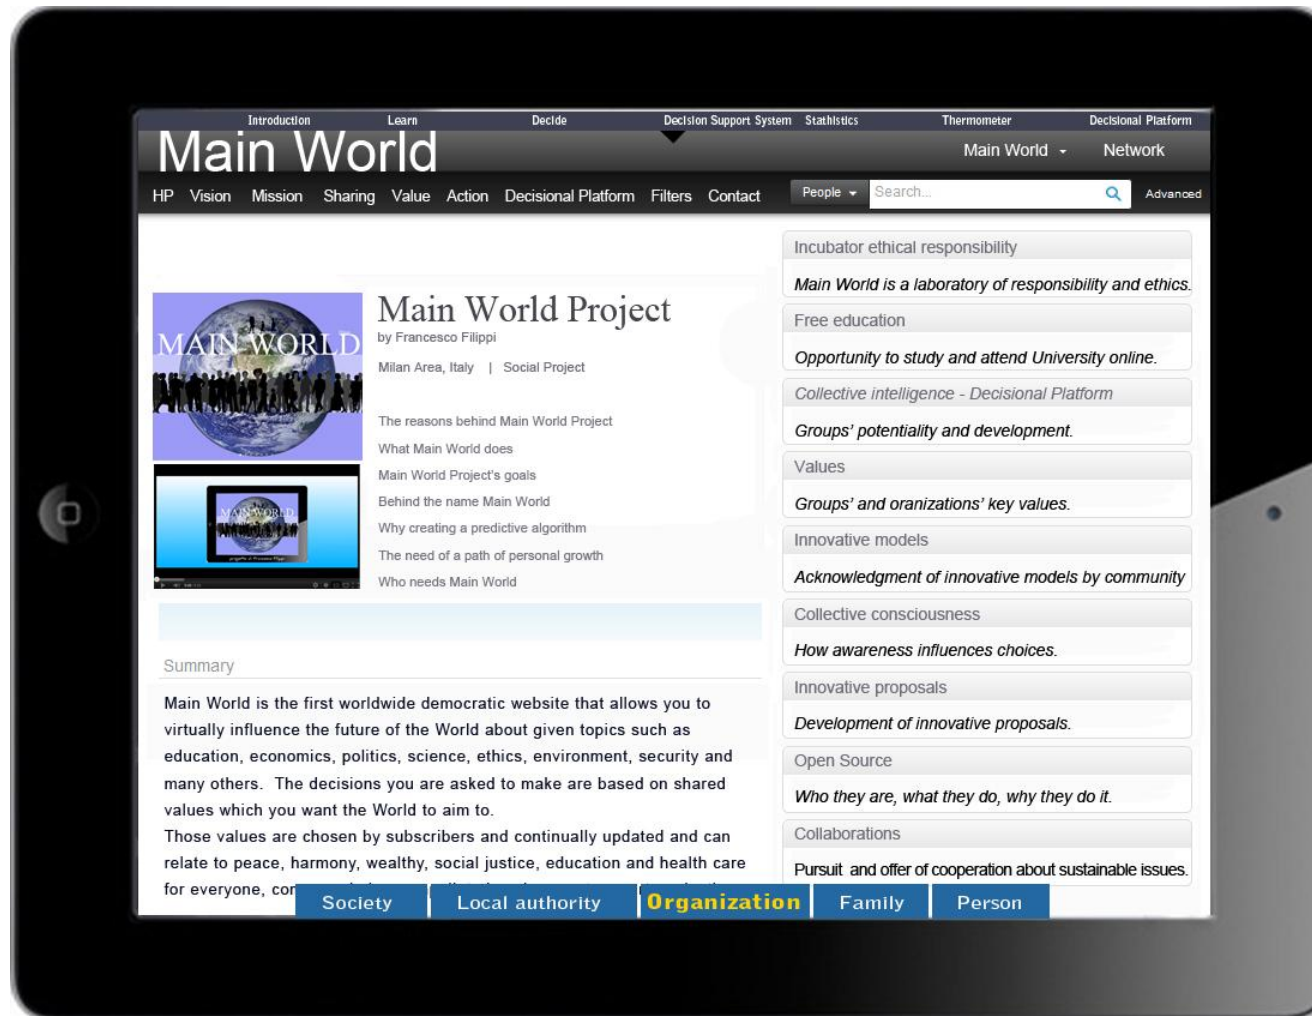 Introduction Learn Decide Decision Support System Stathistics Thermometer Decisional Platform
Main World
Main World Network
HP Vision Mission Sharing Value Action Decisional Platform Filters Contact People Search... Advanced
MAIN WORLD
Main World Project
by Francesco Filippi
Milan Area, Italy | Social Project
The reasons behind Main World Project
What Main World does
Main World Project's goals
Behind the name Main World
Why creating a predictive algorithm
The need of a path of personal growth
Who needs Main World
MAIN WORLD
Summary
Main World is the first worldwide democratic website that allows you to
virtually influence the future of the World about given topics such as
education, economics, politics, science, ethics, environment, security and
many others. The decisions you are asked to make are based on shared
values which you want the World to aim to.
Those values are chosen by subscribers and continually updated and can
relate to peace, harmony, wealthy, social justice, education and health care
for everyone,
Incubator ethical responsibility
Main World is a laboratory of responsibility and ethics.
Free education
Opportunity to study and attend University online.
Collective intelligence - Decisional Platform
Groups' potentiality and development.
Values
Groups' and oranizations' key values.
Innovative models
Acknowledgment of innovative models by community
Collective consciousness
How awareness influences choices.
Innovative proposals
Development of innovative proposals.
Open Source
Who they are, what they do, why they do it.
Collaborations
Pursuit and offer of cooperation about sustainable issues.
Society Local authority Organization Family Person